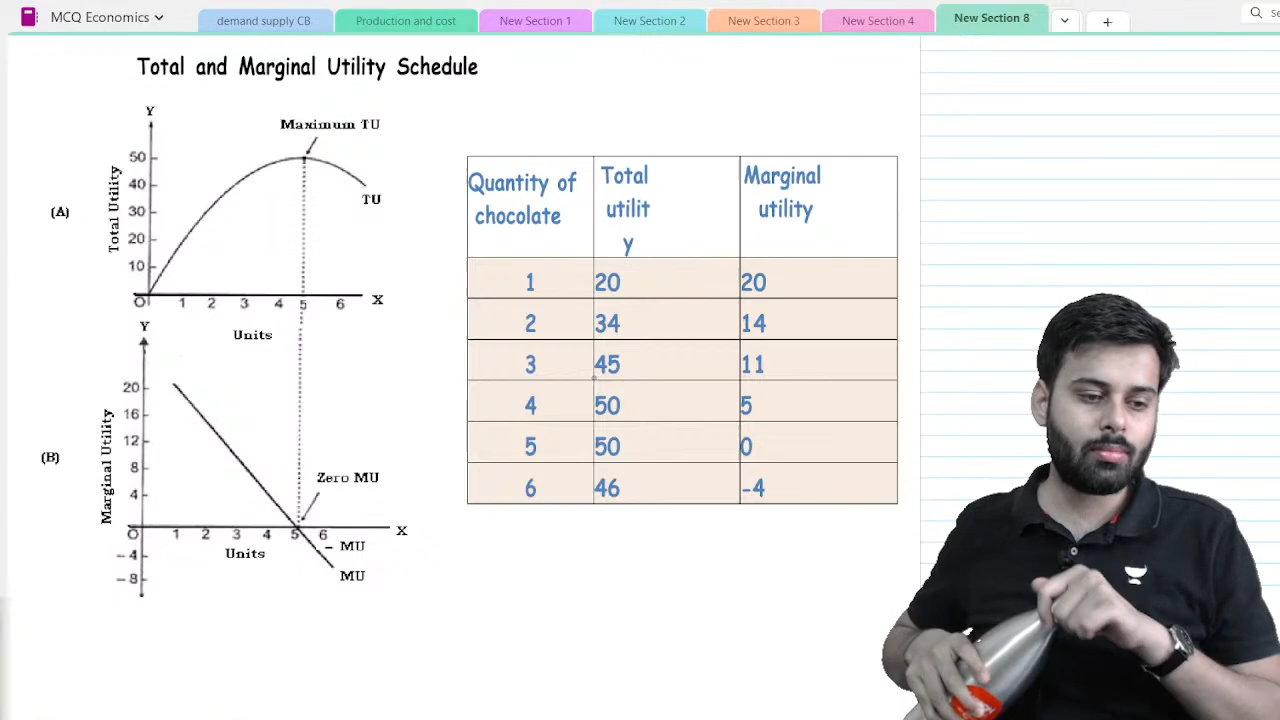 MCQ Economics
demand supply CB
Production and cost
New Section 1
New Section 2
New Section 3
New Section 4
New Section 8
+
Total and Marginal Utility Schedule
(A)
Y
Total Utility
50
40
30
20
10
O
1 2 3 4 5 6
X
Units
Maximum TU
TU
(B)
Y
Marginal Utility
20
16
12
8
4
O
-4
-8
1 2 3 4 5 6
X
Units
Zero MU
– MU
MU
Quantity of chocolate
Total utilit y
Marginal utility
1 20 20
2 34 14
3 45 11
4 50 5
5 50 0
6 46 -4